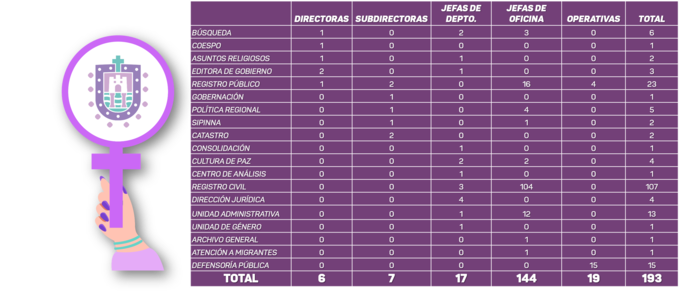 DIRECTORAS SUBDIRECTORAS JEFAS DE DEPTO. JEFAS DE OFICINA OPERATIVAS TOTAL
BÚSQUEDA 1 0 2 3 0 6
COESPO 1 0 0 0 0 1
ASUNTOS RELIGIOSOS 1 0 1 0 0 2
EDITORA DE GOBIERNO 2 0 1 0 0 3
REGISTRO PÚBLICO 1 2 0 16 4 23
GOBERNACIÓN 0 1 0 0 0 1
POLÍTICA REGIONAL 0 1 0 4 0 5
SIPINNA 0 1 0 1 0 2
CATASTRO 0 2 0 0 0 2
CONSOLIDACIÓN 0 0 1 0 0 1
CULTURA DE PAZ 0 0 2 2 0 4
CENTRO DE ANÁLISIS 0 0 1 0 0 1
REGISTRO CIVIL 0 0 3 104 0 107
DIRECCIÓN JURÍDICA 0 0 4 0 0 4
UNIDAD ADMINISTRATIVA 0 0 1 12 0 13
UNIDAD DE GÉNERO 0 0 1 0 0 1
ARCHIVO GENERAL 0 0 0 1 0 1
ATENCIÓN A MIGRANTES 0 0 0 1 0 1
DEFENSORÍA PÚBLICA 0 0 0 0 15 15
TOTAL 6 7 17 144 19 193